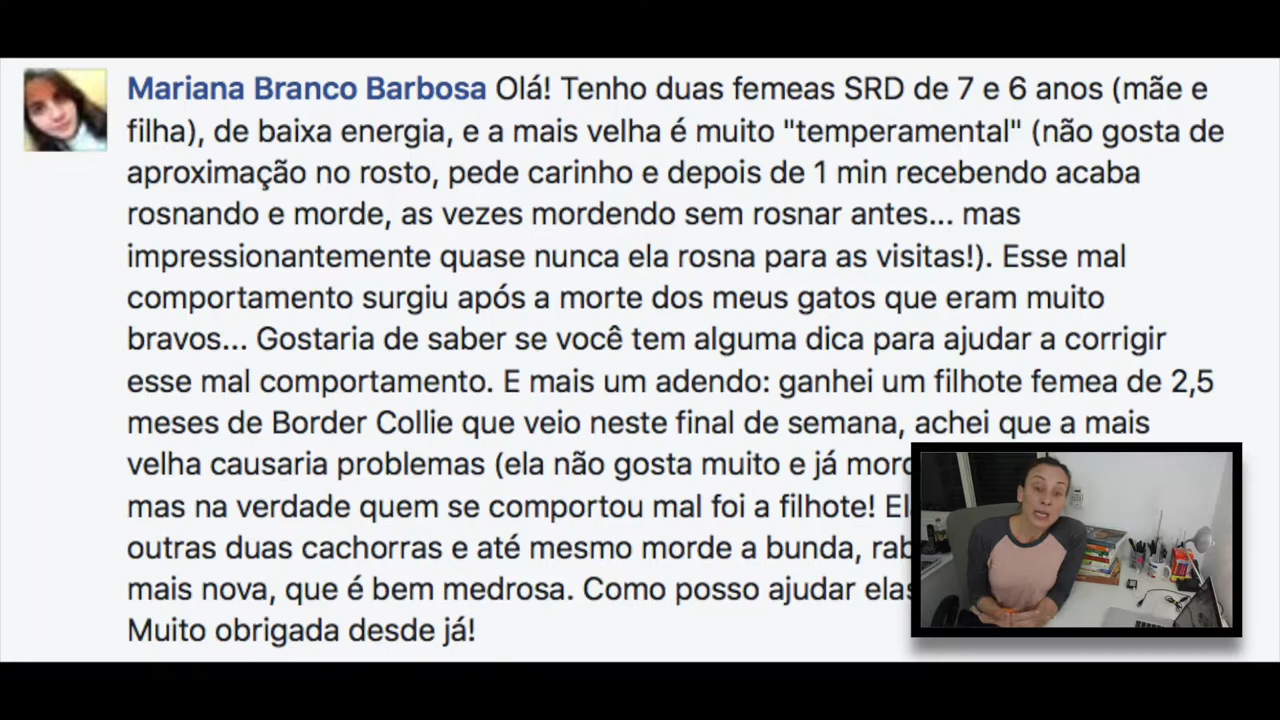 Mariana Branco Barbosa Olá! Tenho duas femeas SRD de 7 e 6 anos (mãe e
filha), de baixa energia, e a mais velha é muito "temperamental" (não gosta de
aproximação no rosto, pede carinho e depois de 1 min recebendo acaba
rosnando e morde, as vezes mordendo sem rosnar antes... mas
impressionantemente quase nunca ela rosna para as visitas!). Esse mal
comportamento surgiu após a morte dos meus gatos que eram muito
bravos... Gostaria de saber se você tem alguma dica para ajudar a corrigir
esse mal comportamento. E mais um adendo: ganhei um filhote femea de 2,5
meses de Border Collie que veio neste final de semana, achei que a mais
velha causaria problemas (ela não gosta muito e já
mas na verdade quem se comportou mal foi a filhote!
outras duas cachorras e até mesmo morde a bunda,
mais nova, que é bem medrosa. Como posso ajudar
Muito obrigada desde já!